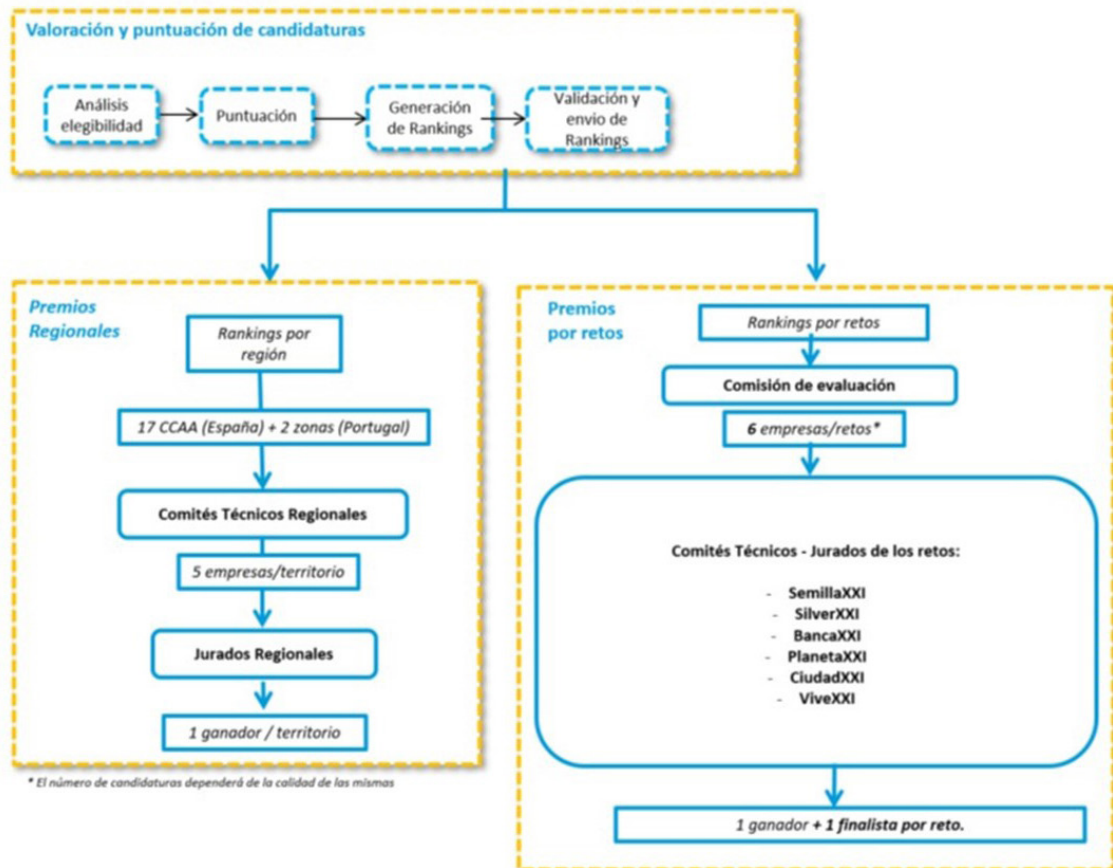 Valoración y puntuación de candidaturas
Análisis
elegibilidad
Puntuación
Generación
de Rankings
Validación y
envio de
Rankings
Premios
Regionales
Rankings por
región
17 CCAA (España) + 2 zonas (Portugal)
Comités Técnicos Regionales
5 empresas/territorio
Jurados Regionales
1 ganador / territorio
* El número de candidaturas dependerá de la calidad de las mismas
Premios
por retos
Rankings por retos
Comisión de evaluación
6 empresas/retos*
Comités Técnicos - Jurados de los retos:
- SemillaXXI
- SilverXXI
- BancaXXI
- PlanetaXXI
- CiudadXXI
- ViveXXI
1 ganador + 1 finalista por reto.